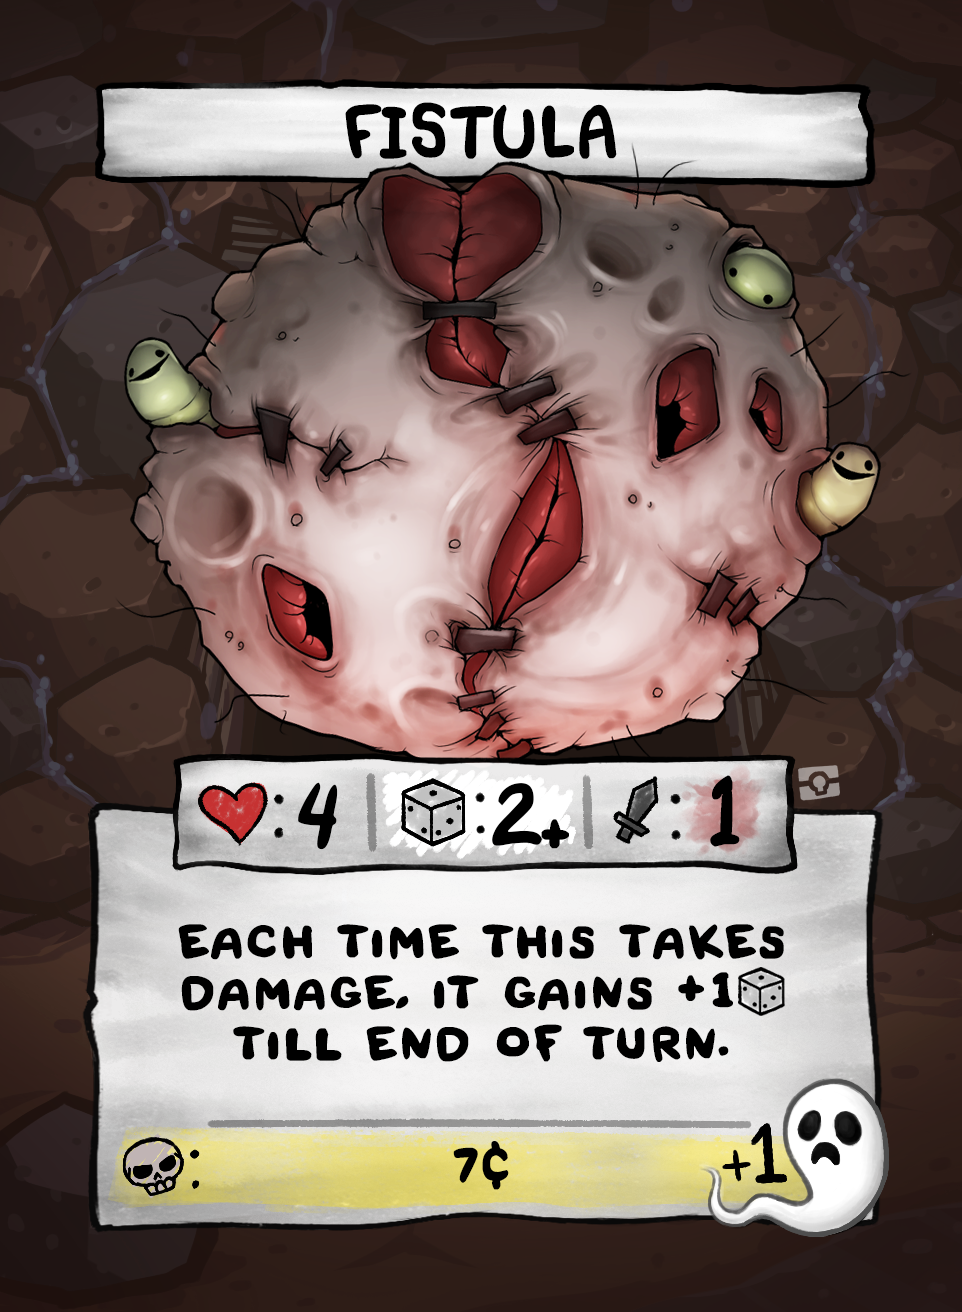 FISTULA
: 4 : 2+ : 1
EACH TIME THIS TAKES
DAMAGE, IT GAINS +1
TILL END OF TURN.
: 7¢ +1